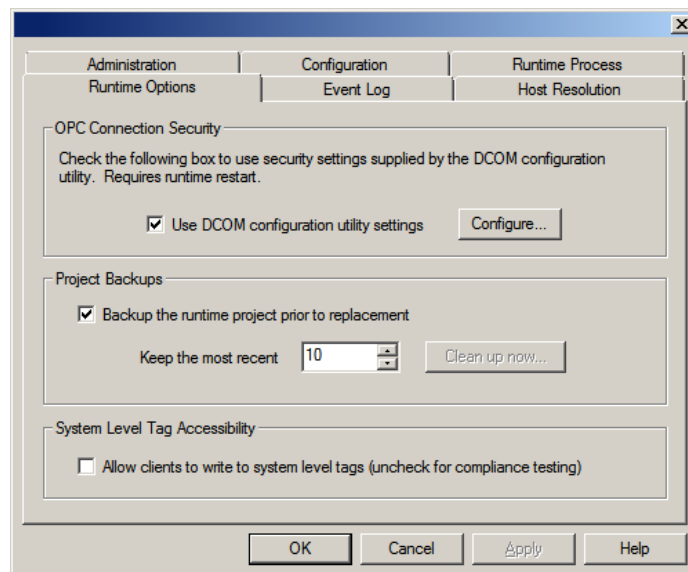 Administration
Configuration
Runtime Process
Runtime Options
Event Log
Host Resolution
OPC Connection Security
Check the following box to use security settings supplied by the DCOM configuration
utility. Requires runtime restart.
Use DCOM configuration utility settings
Configure...
Project Backups
Backup the runtime project prior to replacement
Keep the most recent
10
Clean up now...
System Level Tag Accessibility
Allow clients to write to system level tags (uncheck for compliance testing)
OK
Cancel
Apply
Help